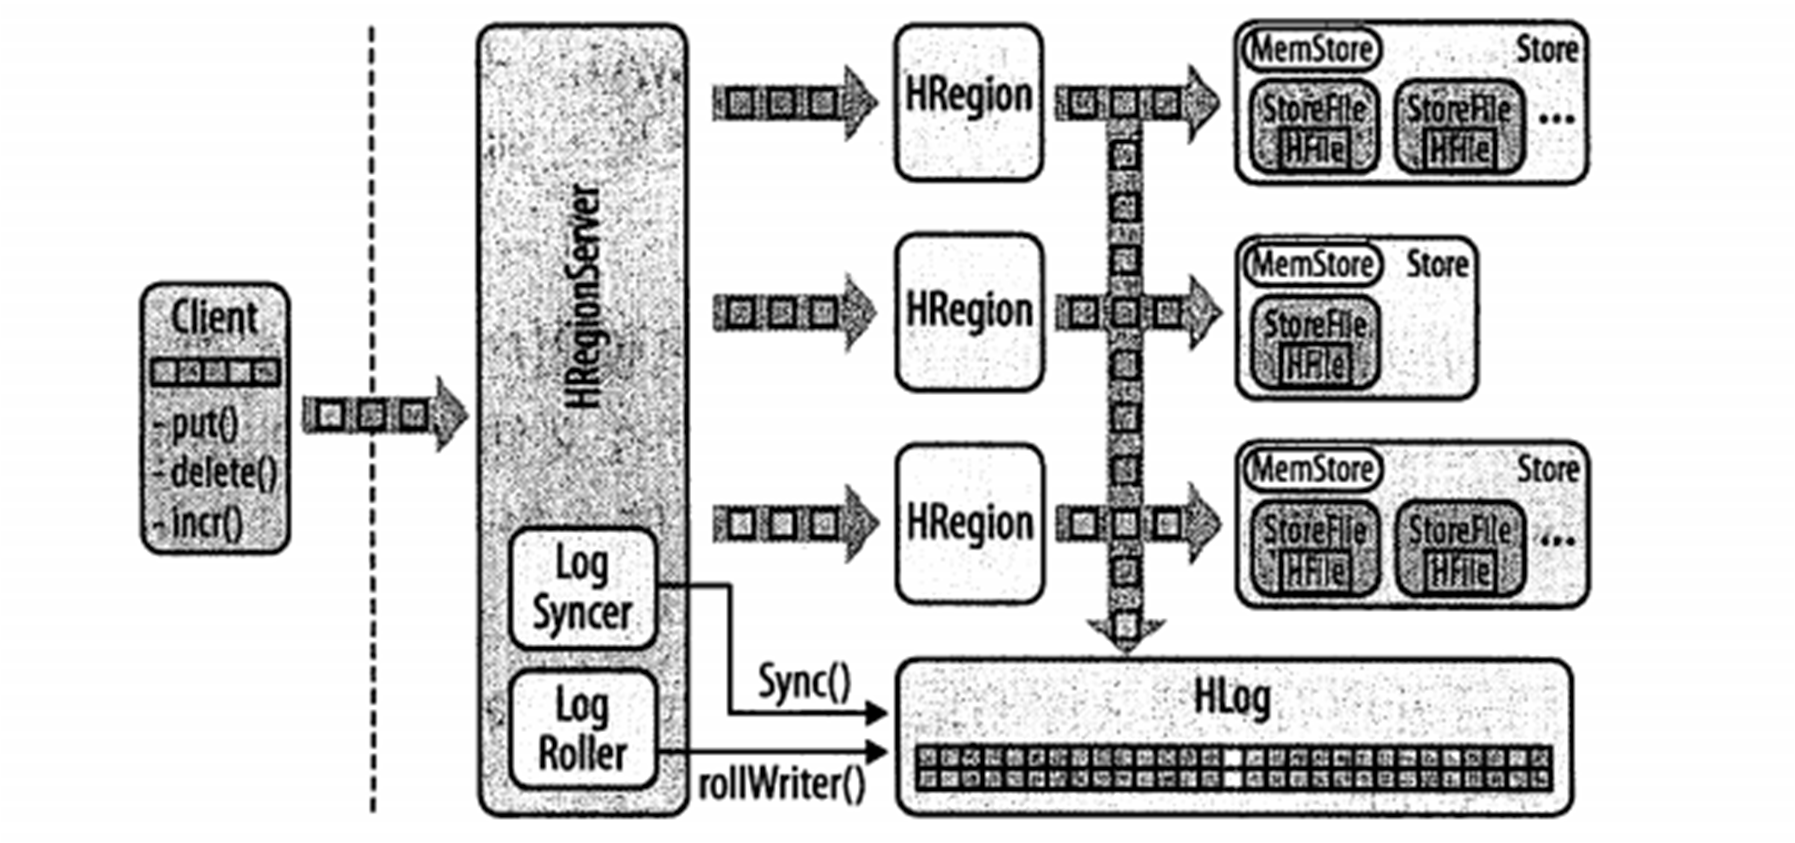 Client
- put()
- delete()
- incr()
HRegionServer
Log
Syncer
Log
Roller
Sync()
rollWriter()
HRegion
MemStore Store
StoreFile StoreFile ...
HFile HFile
HRegion
MemStore Store
StoreFile
HFile
HRegion
MemStore Store
StoreFile StoreFile ...
HFile HFile
HLog